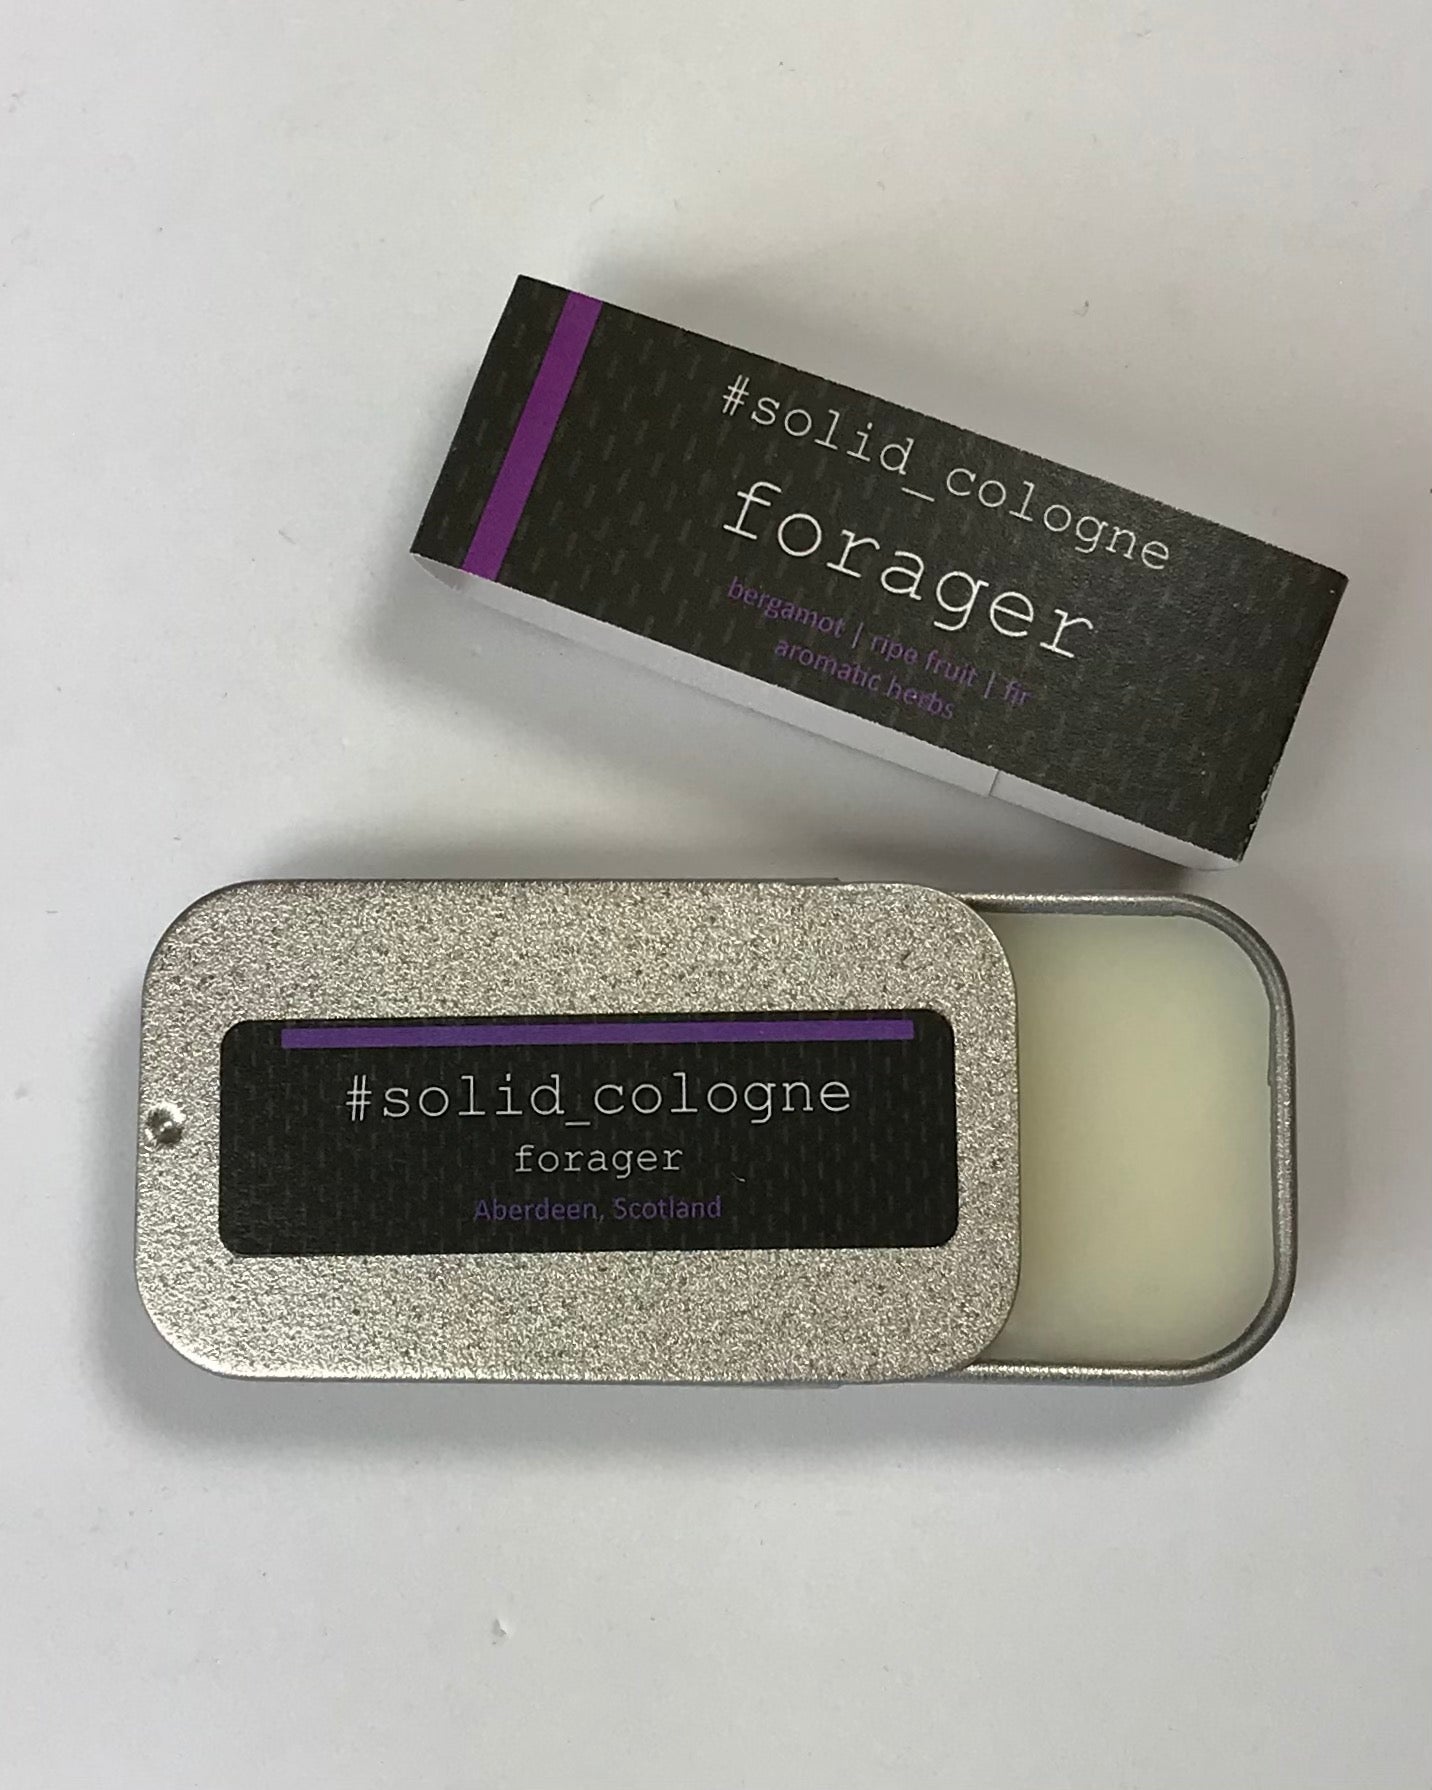 #solid_cologne
forager
bergamot | ripe fruit | fir
aromatic herbs
#solid_cologne
forager
Aberdeen, Scotland